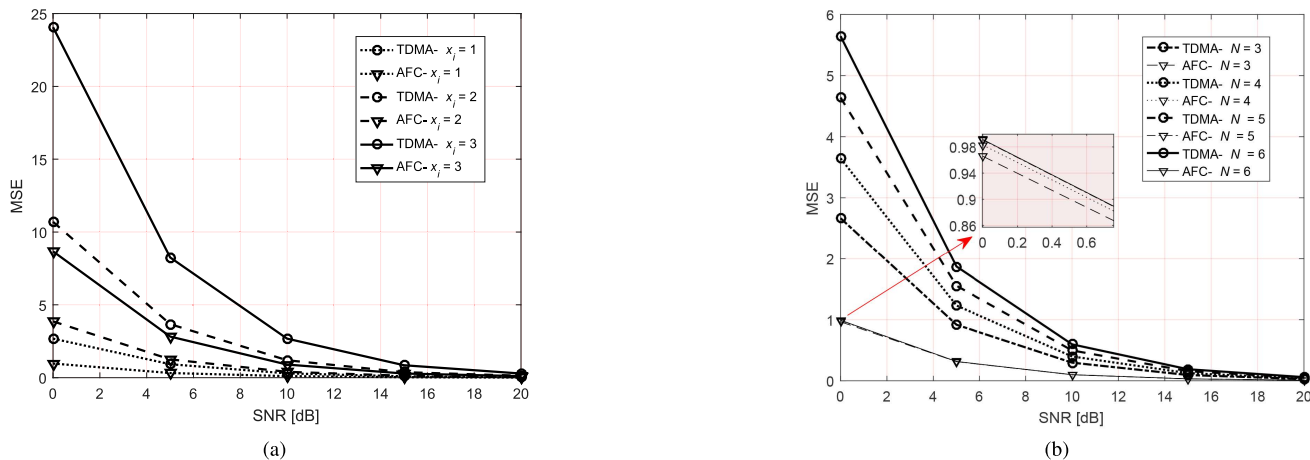 25
20
15
10
5
0
MSE
0 2 4 6 8 10 12 14 16 18 20
SNR [dB]
TDMA- x_i = 1
AFC- x_i = 1
TDMA- x_i = 2
AFC- x_i = 2
TDMA- x_i = 3
AFC- x_i = 3
(a)
6
5
4
3
2
1
0
MSE
0 2 4 6 8 10 12 14 16 18 20
SNR [dB]
TDMA- N = 3
AFC- N = 3
TDMA- N = 4
AFC- N = 4
TDMA- N = 5
AFC- N = 5
TDMA- N = 6
AFC- N = 6
0.98
0.94
0.9
0.86
0 0.2 0.4 0.6
(b)